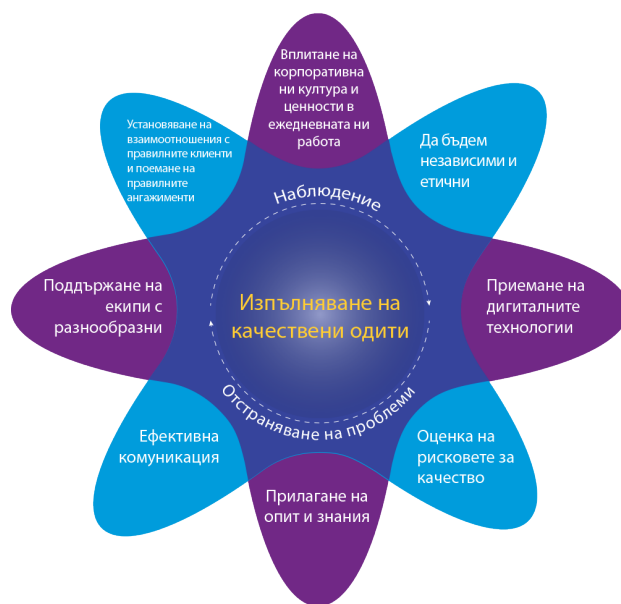 Вплитане на
корпоративна
ни култура и
ценности в
ежедневната ни
работа
Да бъдем
независими и
етични
Приемане на
дигиталните
технологии
Оценка на
рисковете за
качество
Прилагане на
опит и знания
Ефективна
комуникация
Поддържане на
екипи с
разнообразни
Установяване на
взаимоотношения с
правилните клиенти
и поемане на
правилните
ангажименти
Наблюдение
Изпълняване на
качествени одити
Отстраняване на проблеми